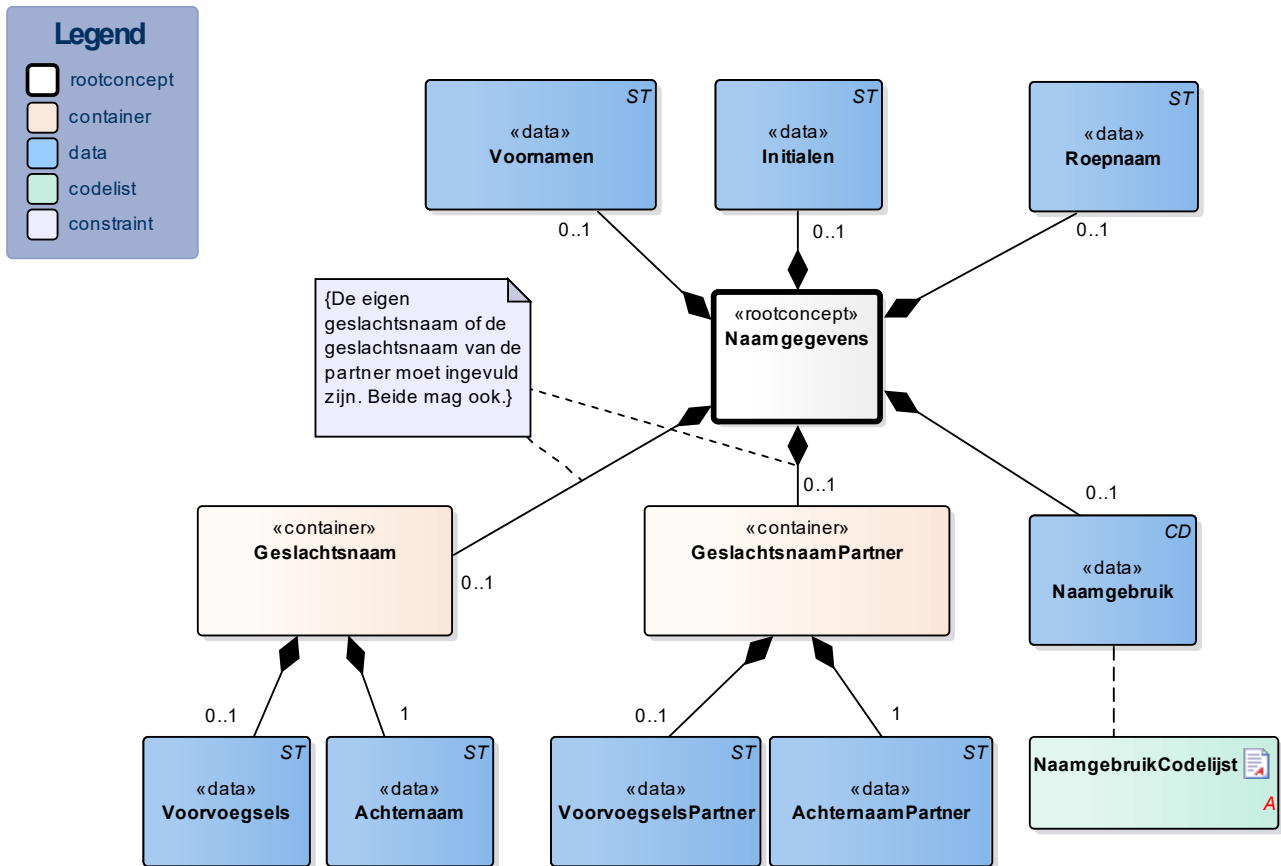 Legend
rootconcept
container
data
codelist
constraint
ST
«data»
Voornamen
ST
«data»
Initialen
ST
«data»
Roepnaam
0..1
0..1
0..1
{De eigen
geslachtsnaam of de
geslachtsnaam van de
partner moet ingevuld
zijn. Beide mag ook.}
«rootconcept»
Naamgegevens
0..1
0..1
0..1
«container»
Geslachtsnaam
«container»
GeslachtsnaamPartner
CD
«data»
Naamgebruik
0..1
1
0..1
1
ST
«data»
Voorvoegsels
ST
«data»
Achternaam
ST
«data»
VoorvoegselsPartner
ST
«data»
AchternaamPartner
NaamgebruikCodelijst
A